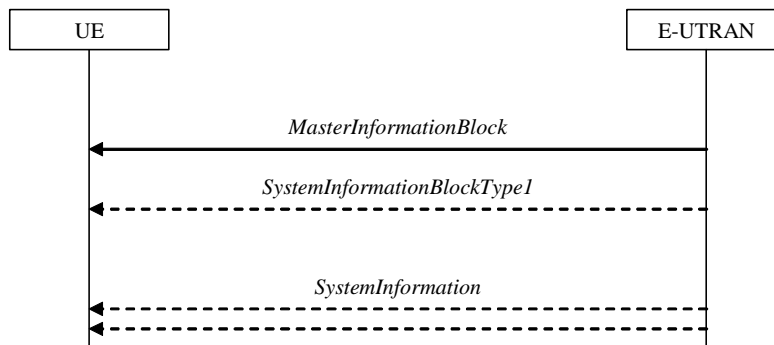 UE
E-UTRAN
MasterInformationBlock
SystemInformationBlockType1
SystemInformation